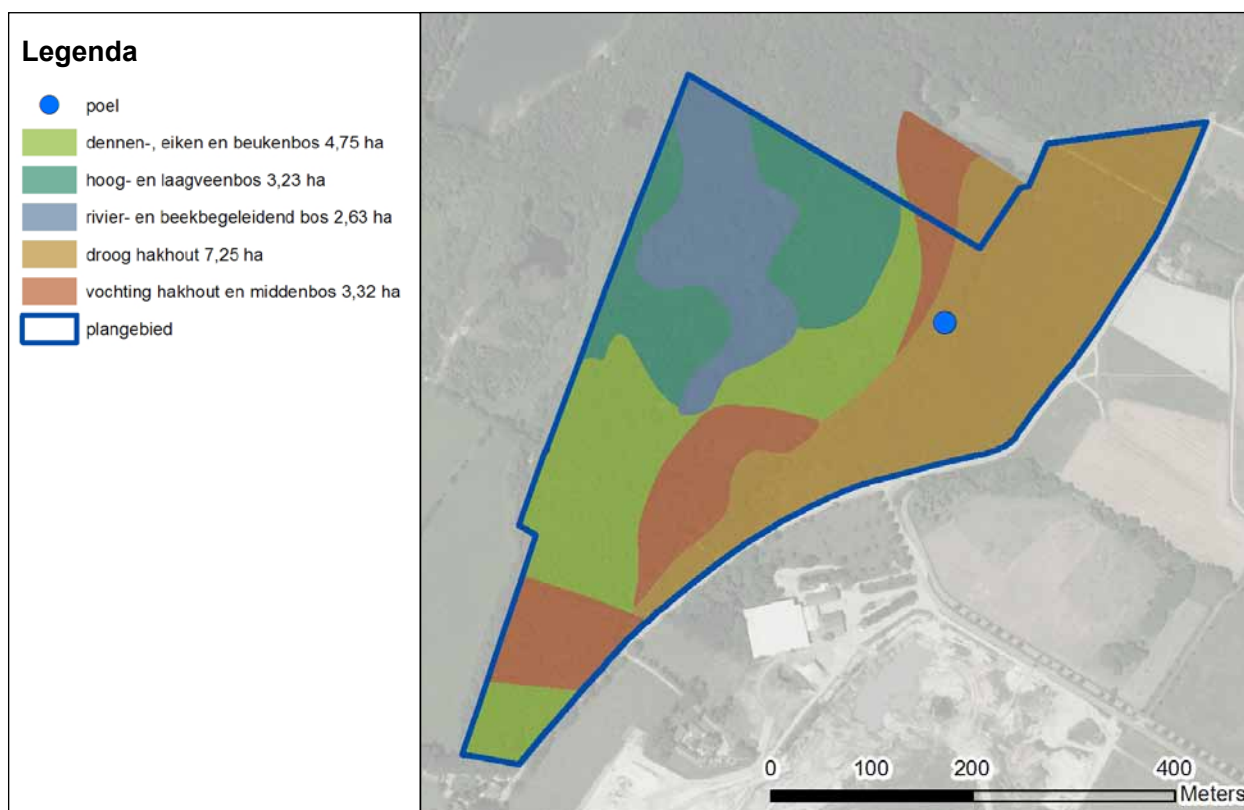 Legenda
poel
dennen-, eiken en beukenbos 4,75 ha
hoog- en laagveenbos 3,23 ha
rivier- en beekbegeleidend bos 2,63 ha
droog hakhout 7,25 ha
vochting hakhout en middenbos 3,32 ha
plangebied
0 100 200 400
Meters